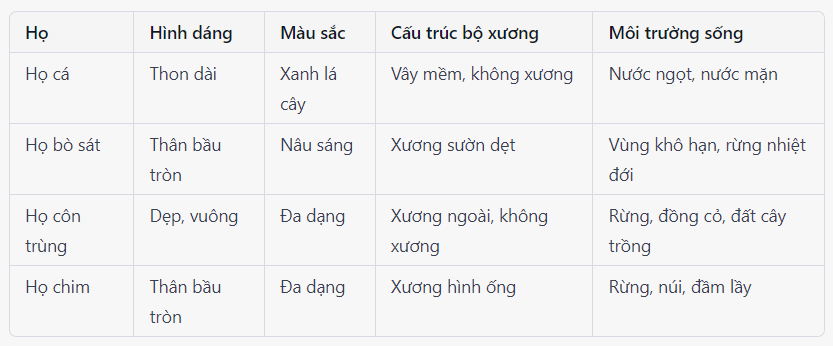 Họ Hình dáng Màu sắc Cấu trúc bộ xương Môi trường sống
Họ cá Thon dài Xanh lá Vây mềm, không xương Nước ngọt, nước mặn
cây
Họ bò sát Thân bầu Nâu sáng Xương sườn dẹt Vùng khô hạn, rừng nhiệt
tròn đới
Họ côn Dẹp, vuông Đa dạng Xương ngoài, không Rừng, đồng cỏ, đất cây
trùng xương trồng
Họ chim Thân bầu Đa dạng Xương hình ống Rừng, núi, đầm lầy
tròn